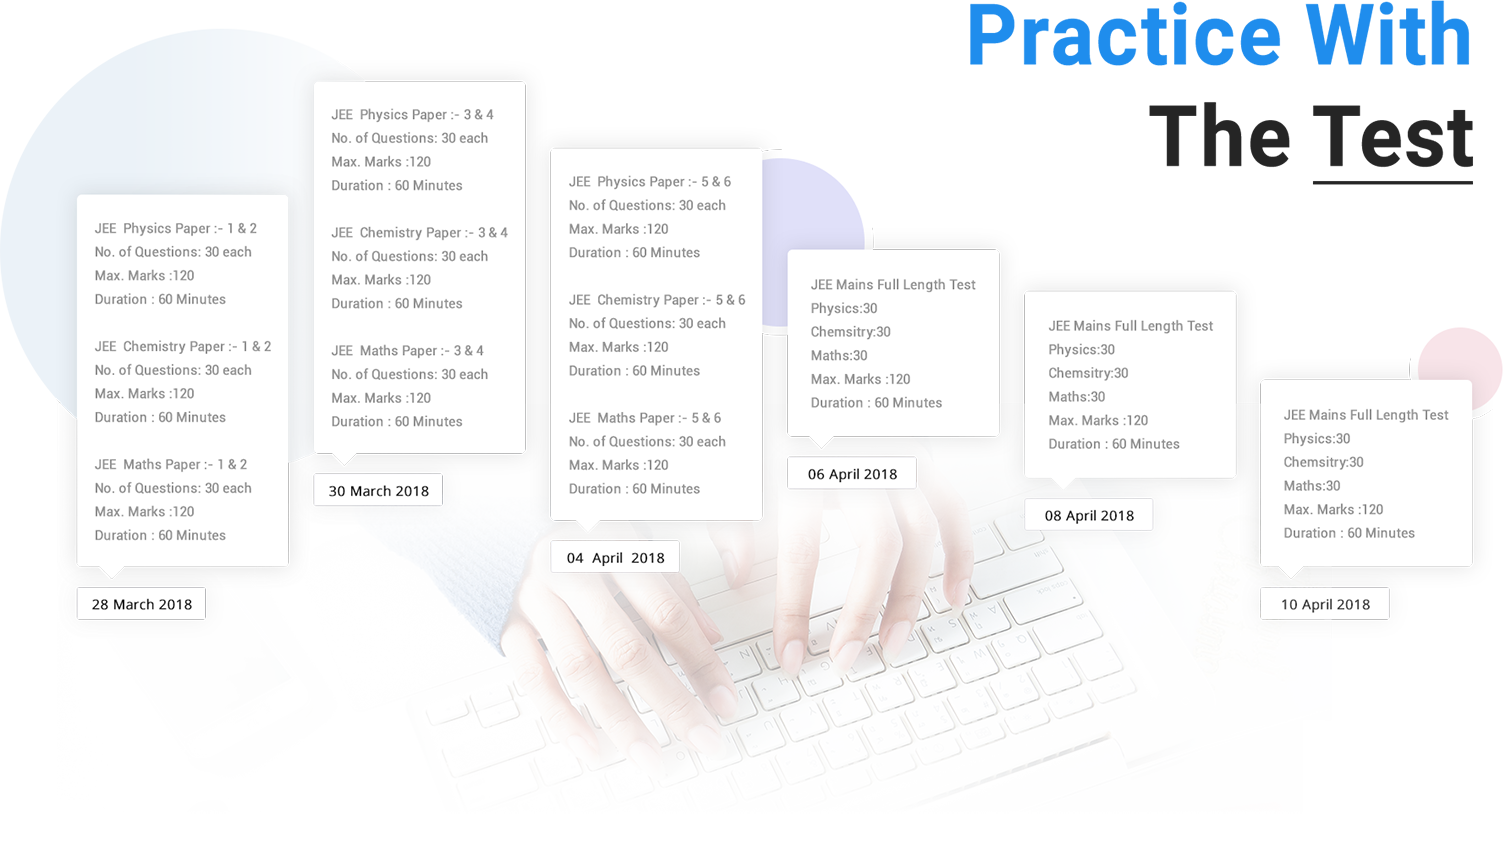 Practice With
The Test
JEE Physics Paper :- 1 & 2
No. of Questions: 30 each
Max. Marks :120
Duration : 60 Minutes
JEE Chemistry Paper :- 1 & 2
No. of Questions: 30 each
Max. Marks :120
Duration : 60 Minutes
JEE Maths Paper :- 1 & 2
No. of Questions: 30 each
Max. Marks :120
Duration : 60 Minutes
28 March 2018
JEE Physics Paper :- 3 & 4
No. of Questions: 30 each
Max. Marks :120
Duration : 60 Minutes
JEE Chemistry Paper :- 3 & 4
No. of Questions: 30 each
Max. Marks :120
Duration : 60 Minutes
JEE Maths Paper :- 3 & 4
No. of Questions: 30 each
Max. Marks :120
Duration : 60 Minutes
30 March 2018
JEE Physics Paper :- 5 & 6
No. of Questions: 30 each
Max. Marks :120
Duration : 60 Minutes
JEE Chemistry Paper :- 5 & 6
No. of Questions: 30 each
Max. Marks :120
Duration : 60 Minutes
JEE Maths Paper :- 5 & 6
No. of Questions: 30 each
Max. Marks :120
Duration : 60 Minutes
04 April 2018
JEE Mains Full Length Test
Physics:30
Chemsitry:30
Maths:30
Max. Marks :120
Duration : 60 Minutes
06 April 2018
JEE Mains Full Length Test
Physics:30
Chemsitry:30
Maths:30
Max. Marks :120
Duration : 60 Minutes
08 April 2018
JEE Mains Full Length Test
Physics:30
Chemsitry:30
Maths:30
Max. Marks :120
Duration : 60 Minutes
10 April 2018